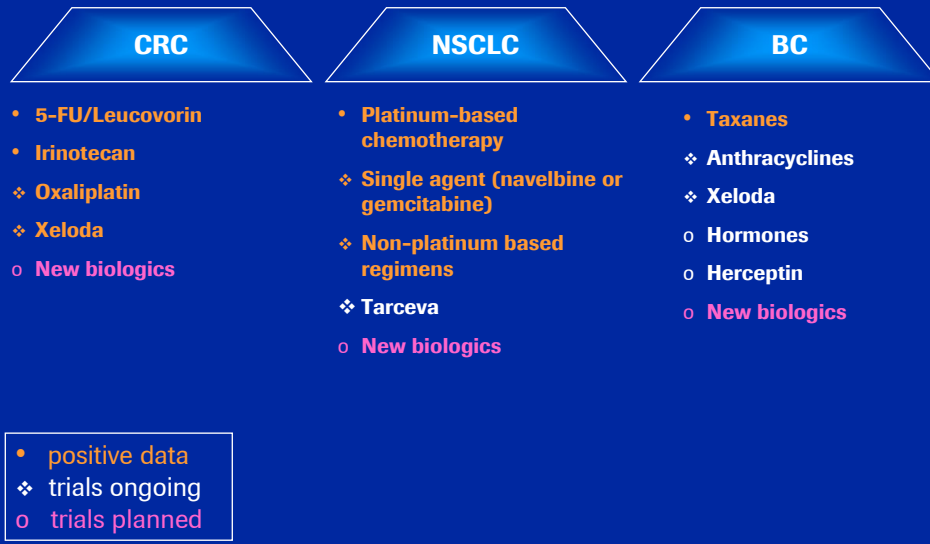 CRC
NSCLC
BC
• 5-FU/Leucovorin
• Irinotecan
❖ Oxaliplatin
❖ Xeloda
o New biologics
• Platinum-based
chemotherapy
❖ Single agent (navelbine or
gemcitabine)
❖ Non-platinum based
regimens
❖ Tarceva
o New biologics
• Taxanes
❖ Anthracyclines
❖ Xeloda
o Hormones
o Herceptin
o New biologics
• positive data
❖ trials ongoing
o trials planned